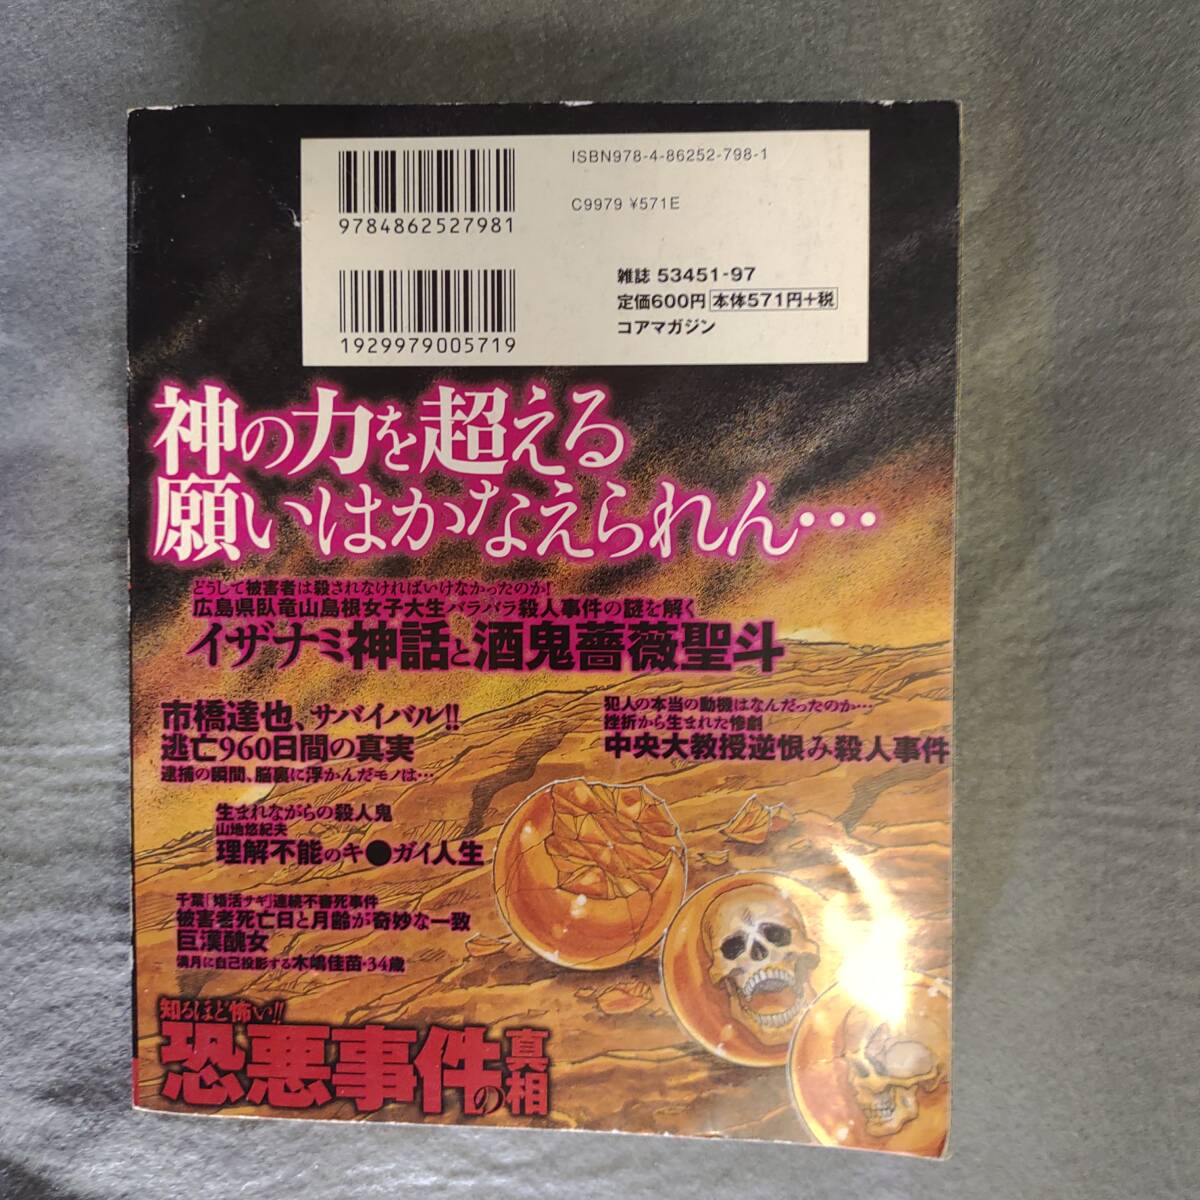 ISBN978-4-86252-798-1
9784862527981
C9979 ¥571E
雑誌 53451-97
定価600円 本体571円+税
1929979005719
コアマガジン
神の力を超える
願いはかなえられん…
どうして被害者は殺されなければいけなかったのか!
広島県臥竜山島根女子大生バラバラ殺人事件の謎を解く
イザナミ神話と酒鬼薔薇聖斗
市橋達也、サバイバル!!
逃亡960日間の真実
逮捕の瞬間、脳裏に浮かんだモノは…
犯人の本当の動機はなんだったのか…
挫折から生まれた惨劇
中央大教授逆恨み殺人事件
生まれながらの殺人鬼
山地悠紀夫
理解不能のキ●ガイ人生
千葉「婚活サギ」連続不審死事件
被害者死亡日と月齢が奇妙な一致
巨漢醜女
満月に自己投影する木嶋佳苗・34歳
知るほど怖い!!
恐悪事件の真相